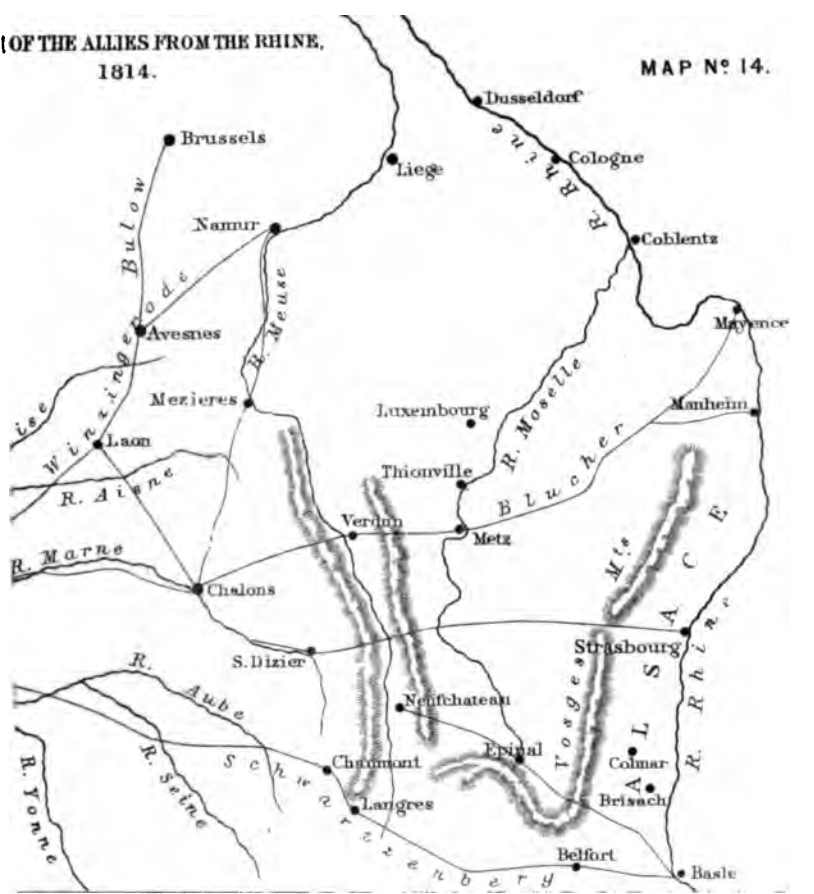 OF THE ALLIES FROM THE RHINE,
1814.
MAP Nº 14.
Dusseldorf
Brussels
R. Rhine
Cologne
Liege
Bulow
Namur
Coblentz
Winxingerode
R. Meuse
Mayence
Avesnes
Mezieres
Luxembourg
R. Moselle
Manheim
Laon
Blucher
Thionville
R. Aisne
Verdun
Metz
R. Marne
Chalons
Vosges Mts
ALSACE
Strasbourg
R. Rhine
S. Dizier
R. Aube
Neufchateau
Epinal
Colmar
Brisach
R. Seine
R. Yonne
Schwarzenbery
Chaumont
Langres
Belfort
Basle